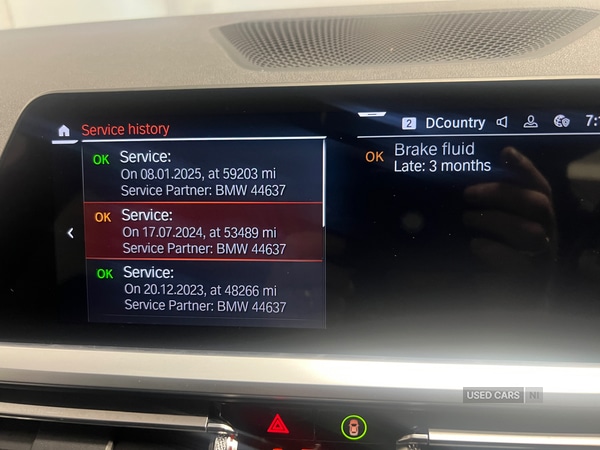 Service history
2 DCountry
7:1
OK Service:
On 08.01.2025, at 59203 mi
Service Partner: BMW 44637
OK Service:
On 17.07.2024, at 53489 mi
Service Partner: BMW 44637
OK Service:
On 20.12.2023, at 48266 mi
Service Partner: BMW 44637
OK Brake fluid
Late: 3 months
USED CARS NI